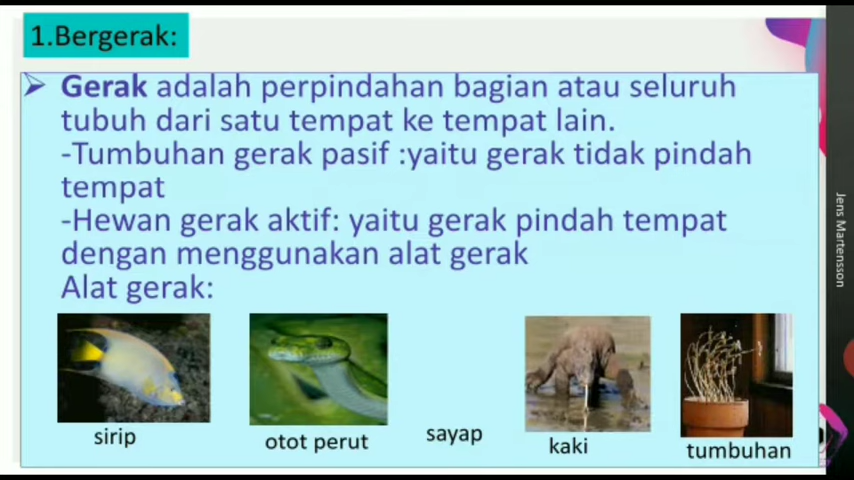 1.Bergerak:
➢ Gerak adalah perpindahan bagian atau seluruh
tubuh dari satu tempat ke tempat lain.
-Tumbuhan gerak pasif :yaitu gerak tidak pindah
tempat
-Hewan gerak aktif: yaitu gerak pindah tempat
dengan menggunakan alat gerak
Alat gerak:
sirip
otot perut
sayap
kaki
tumbuhan
Jens Martensson